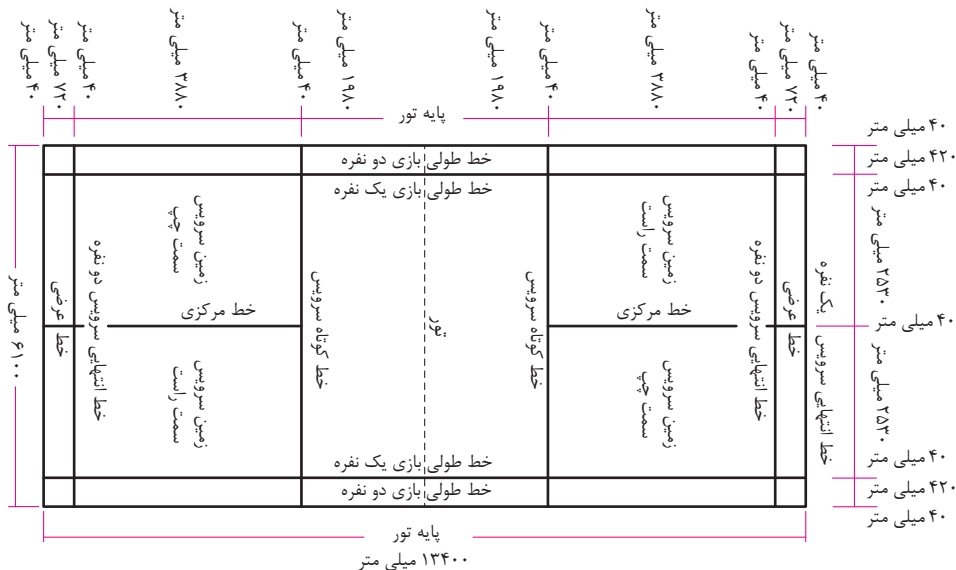 ۴۰ میلی متر
۷۲۰ میلی متر
۴۰ میلی متر
۳۸۸۰ میلی متر
۴۰ میلی متر
۱۹۸۰ میلی متر
۱۹۸۰ میلی متر
۴۰ میلی متر
۳۸۸۰ میلی متر
۴۰ میلی متر
۷۲۰ میلی متر
۴۰ میلی متر
پایه تور
۴۰ میلی متر
۴۲۰ میلی متر
۴۰ میلی متر
۲۵۳۰ میلی متر
۴۰ میلی متر
۲۵۳۰ میلی متر
۴۰ میلی متر
۴۲۰ میلی متر
۴۰ میلی متر
خط طولی بازی دو نفره
خط طولی بازی یک نفره
زمین سرویس
سمت راست
زمین سرویس
سمت چپ
یک نفره
خط انتهایی سرویس
خط عرضی
خط انتهایی سرویس دو نفره
خط مرکزی
خط کوتاه سرویس
تور
خط کوتاه سرویس
خط مرکزی
خط انتهایی سرویس دو نفره
خط عرضی
۶۱۰۰ میلی متر
زمین سرویس
سمت چپ
زمین سرویس
سمت راست
خط طولی بازی یک نفره
خط طولی بازی دو نفره
پایه تور
۱۳۴۰۰ میلی متر